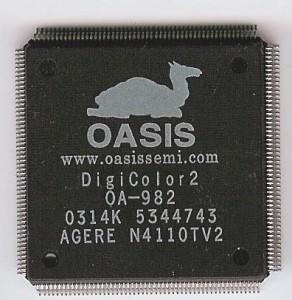 OASIS
www.oasissemi.com
DigiColor2
OA-982
0314K 5344743
AGERE N4110TV2